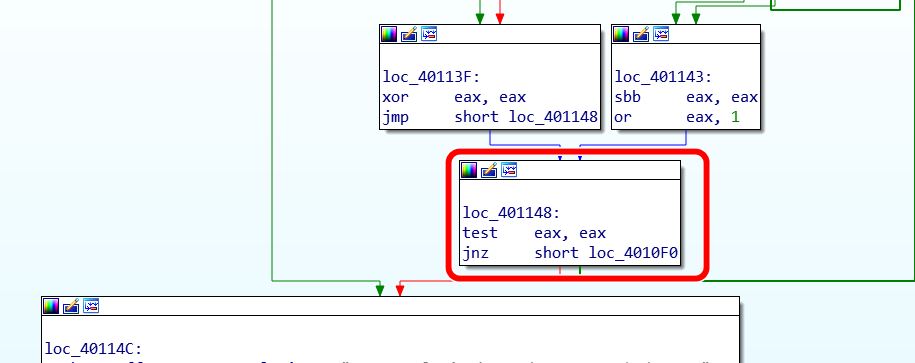 loc_40113F:
xor eax, eax
jmp short loc_401148
loc_401143:
sbb eax, eax
or eax, 1
loc_401148:
test eax, eax
jnz short loc_4010F0
loc_40114C: